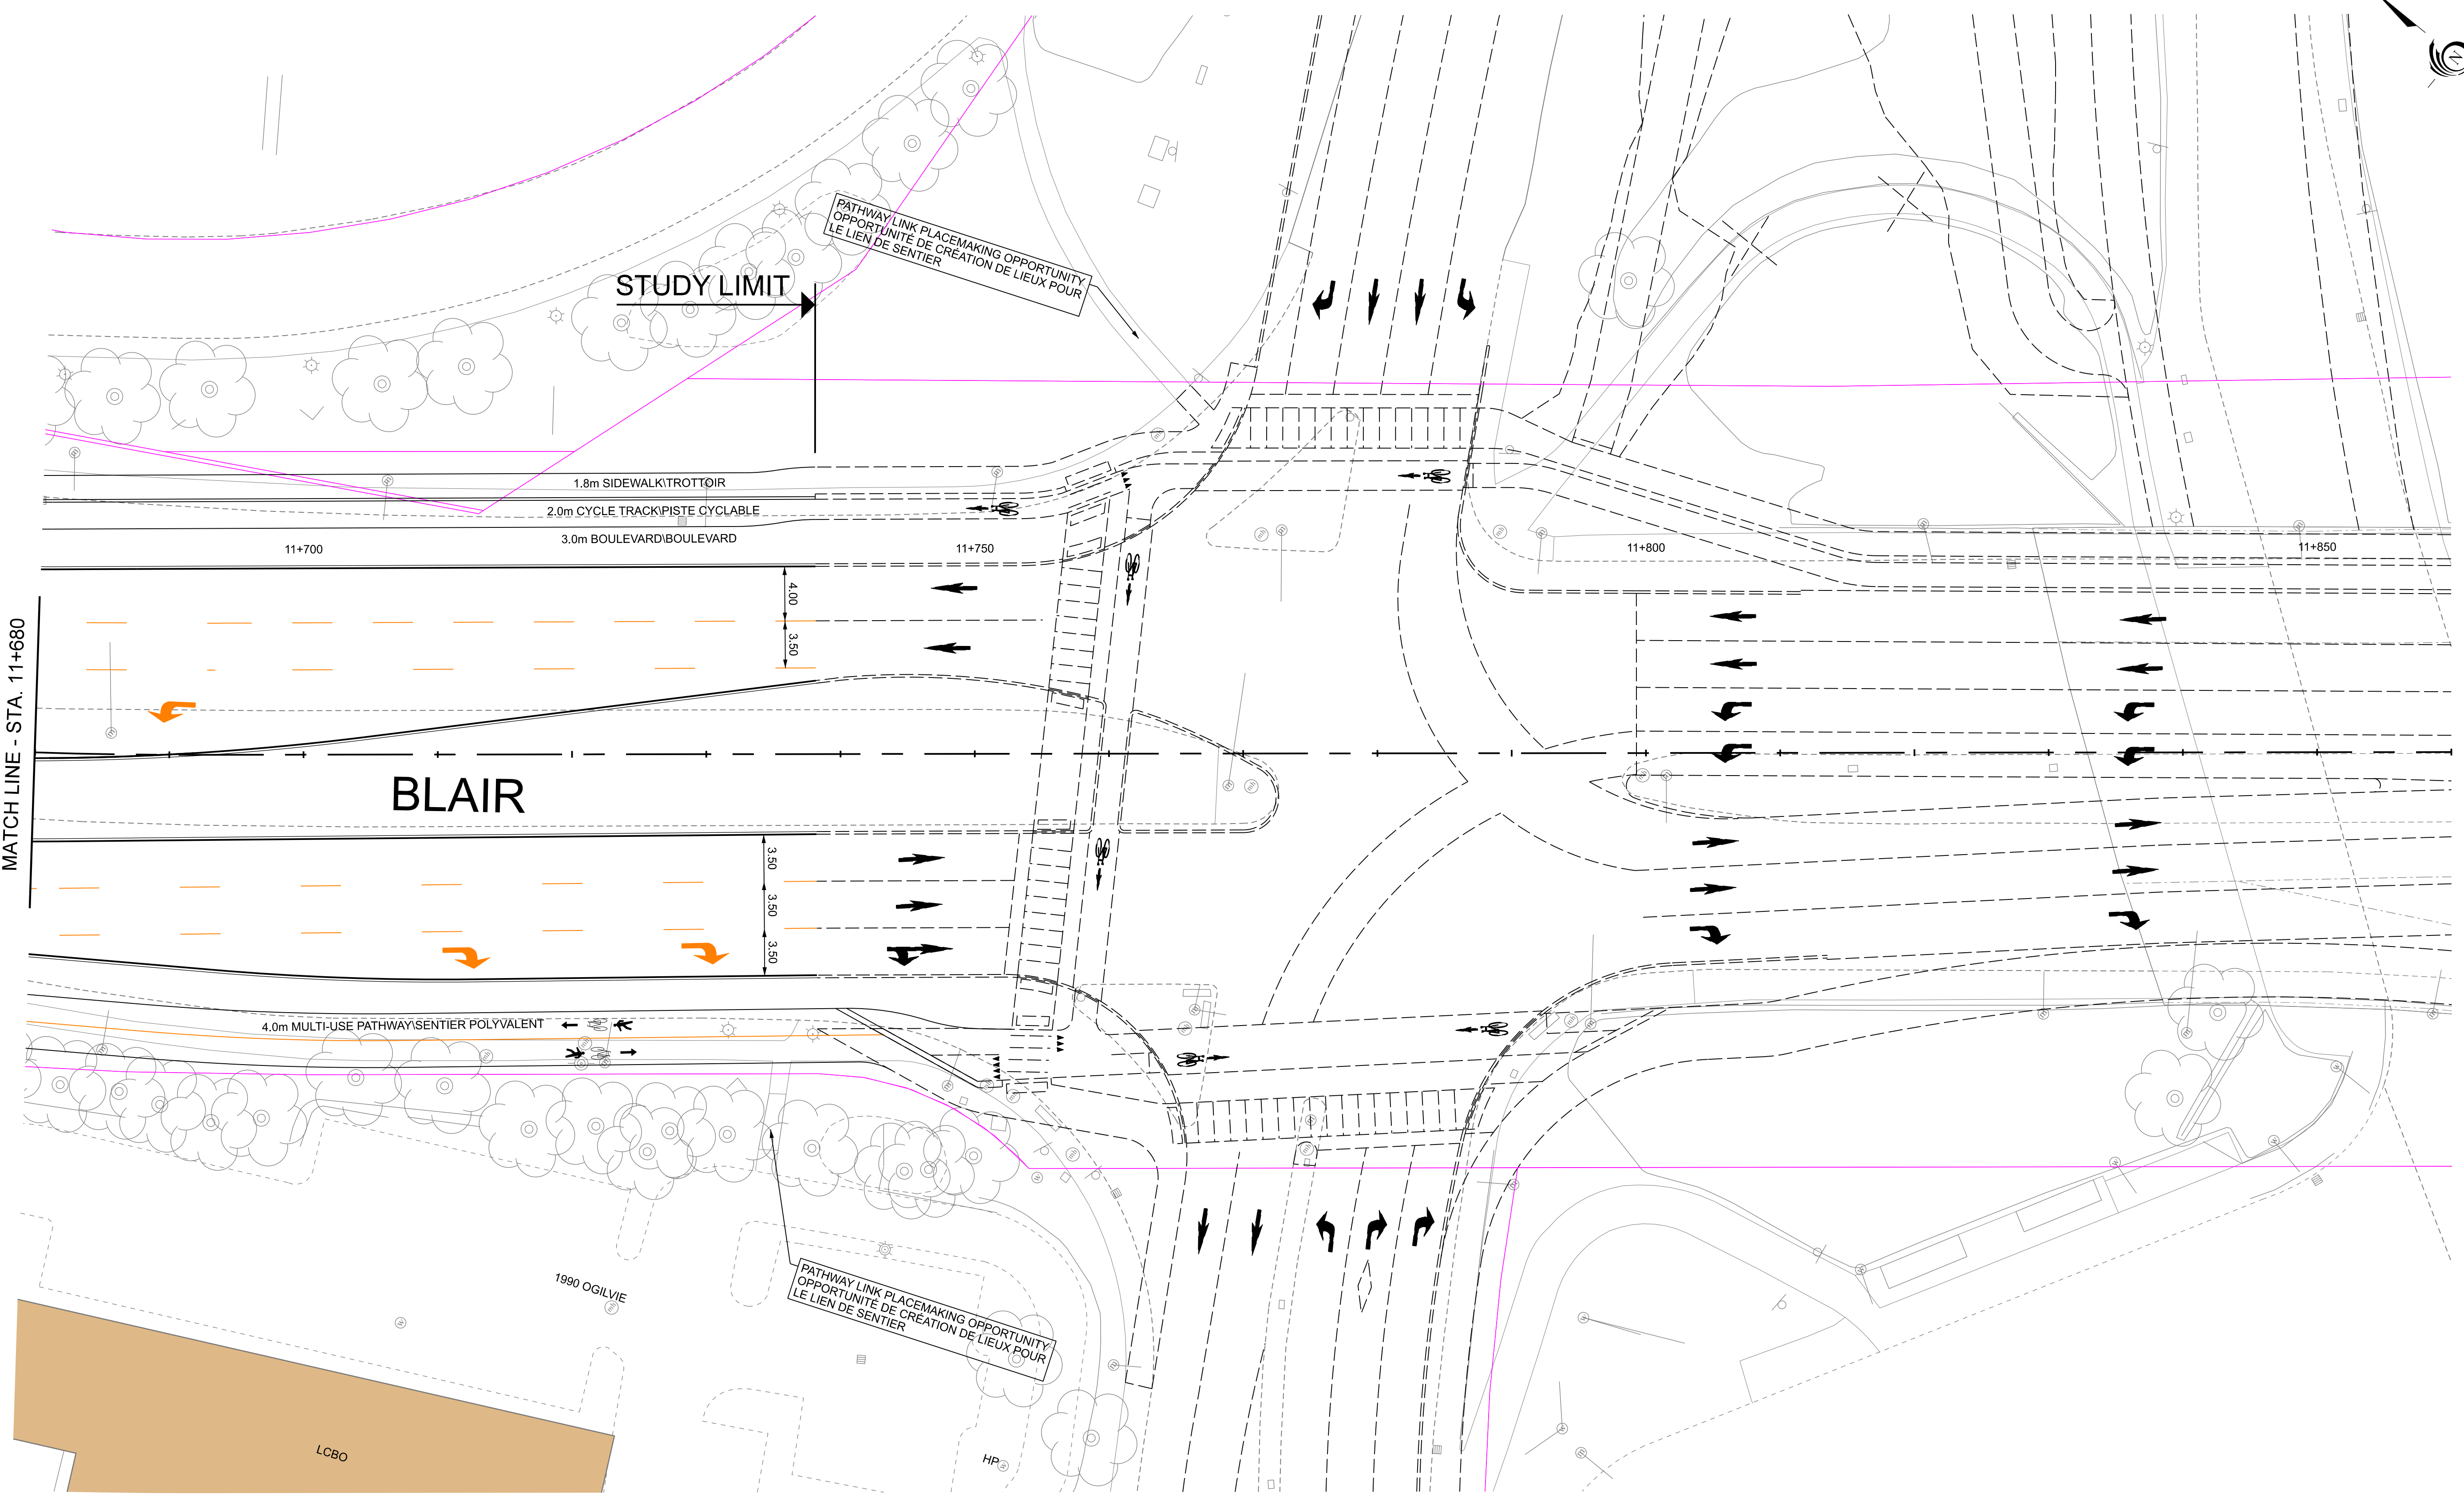 N
PATHWAY LINK PLACEMAKING OPPORTUNITY
OPPORTUNITÉ DE CRÉATION DE LIEUX POUR
LE LIEN DE SENTIER
STUDY LIMIT
1.8m SIDEWALK\TROTTOIR
2.0m CYCLE TRACK\PISTE CYCLABLE
3.0m BOULEVARD\BOULEVARD
11+700
11+750
11+800
11+850
4.00
3.50
MATCH LINE - STA. 11+680
BLAIR
3.50
3.50
3.50
4.0m MULTI-USE PATHWAY\SENTIER POLYVALENT
PATHWAY LINK PLACEMAKING OPPORTUNITY
OPPORTUNITÉ DE CRÉATION DE LIEUX POUR
LE LIEN DE SENTIER
1990 OGILVIE
LCBO
HP